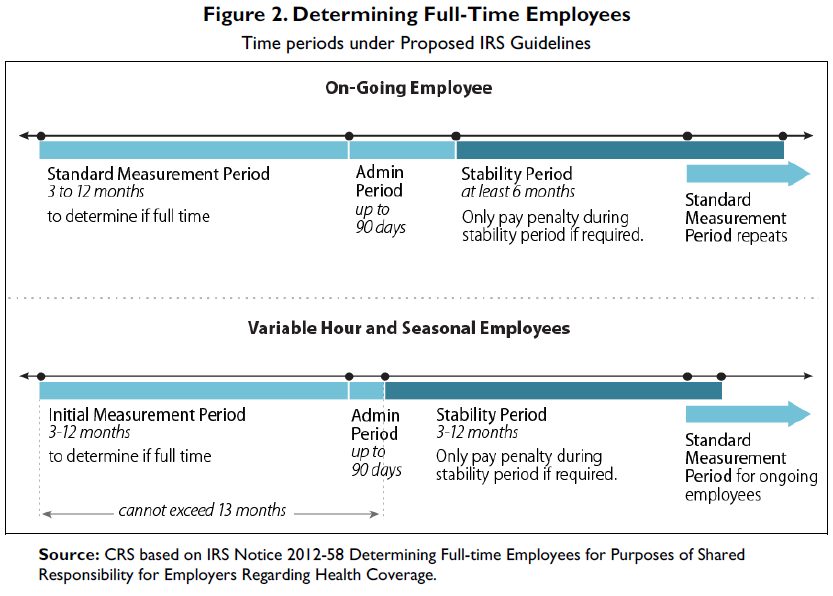 Figure 2. Determining Full-Time Employees
Time periods under Proposed IRS Guidelines
On-Going Employee
Standard Measurement Period
3 to 12 months
to determine if full time
Admin
Period
up to
90 days
Stability Period
at least 6 months
Only pay penalty during
stability period if required.
Standard
Measurement
Period repeats
Variable Hour and Seasonal Employees
Initial Measurement Period
3-12 months
to determine if full time
Admin
Period
up to
90 days
Stability Period
3-12 months
Only pay penalty during
stability period if required.
Standard
Measurement
Period for ongoing
employees
cannot exceed 13 months
Source: CRS based on IRS Notice 2012-58 Determining Full-time Employees for Purposes of Shared
Responsibility for Employers Regarding Health Coverage.